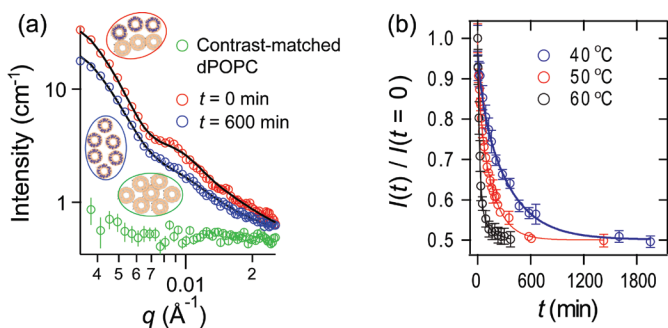 (a)
Contrast-matched
dPOPC
t = 0 min
t = 600 min
Intensity (cm⁻¹)
10
1
4 5 6 7 0.01 2
q (Å⁻¹)
(b)
40 °C
50 °C
60 °C
I(t) / I(t = 0)
1.0
0.9
0.8
0.7
0.6
0.5
0 600 1200 1800
t (min)